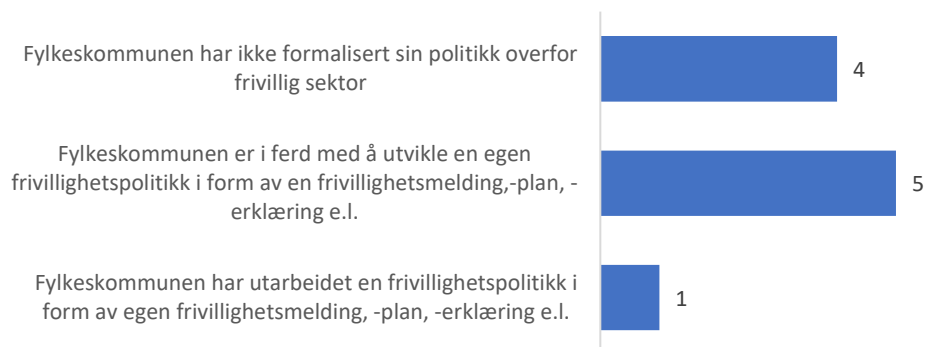 Fylkeskommunen har ikke formalisert sin politikk overfor
frivillig sektor
4
Fylkeskommunen er i ferd med å utvikle en egen
frivillighetspolitikk i form av en frivillighetsmelding,-plan, -
erklæring e.l.
5
Fylkeskommunen har utarbeidet en frivillighetspolitikk i
form av egen frivillighetsmelding, -plan, -erklæring e.l.
1